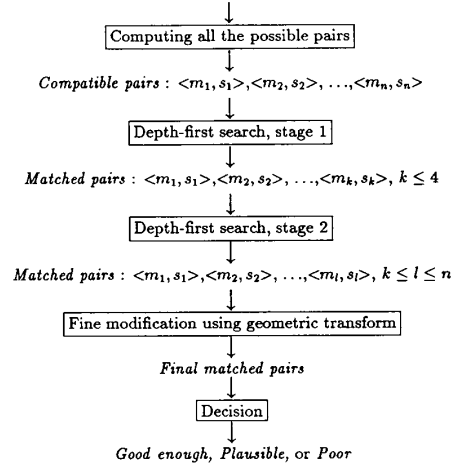 Computing all the possible pairs
Compatible pairs : <m₁, s₁>,<m₂, s₂>, ...,<mₙ, sₙ>
Depth-first search, stage 1
Matched pairs : <m₁, s₁>,<m₂, s₂>, ...,<mₖ, sₖ>, k ≤ 4
Depth-first search, stage 2
Matched pairs : <m₁, s₁>,<m₂, s₂>, ...,<mₗ, sₗ>, k ≤ l ≤ n
Fine modification using geometric transform
Final matched pairs
Decision
Good enough, Plausible, or Poor